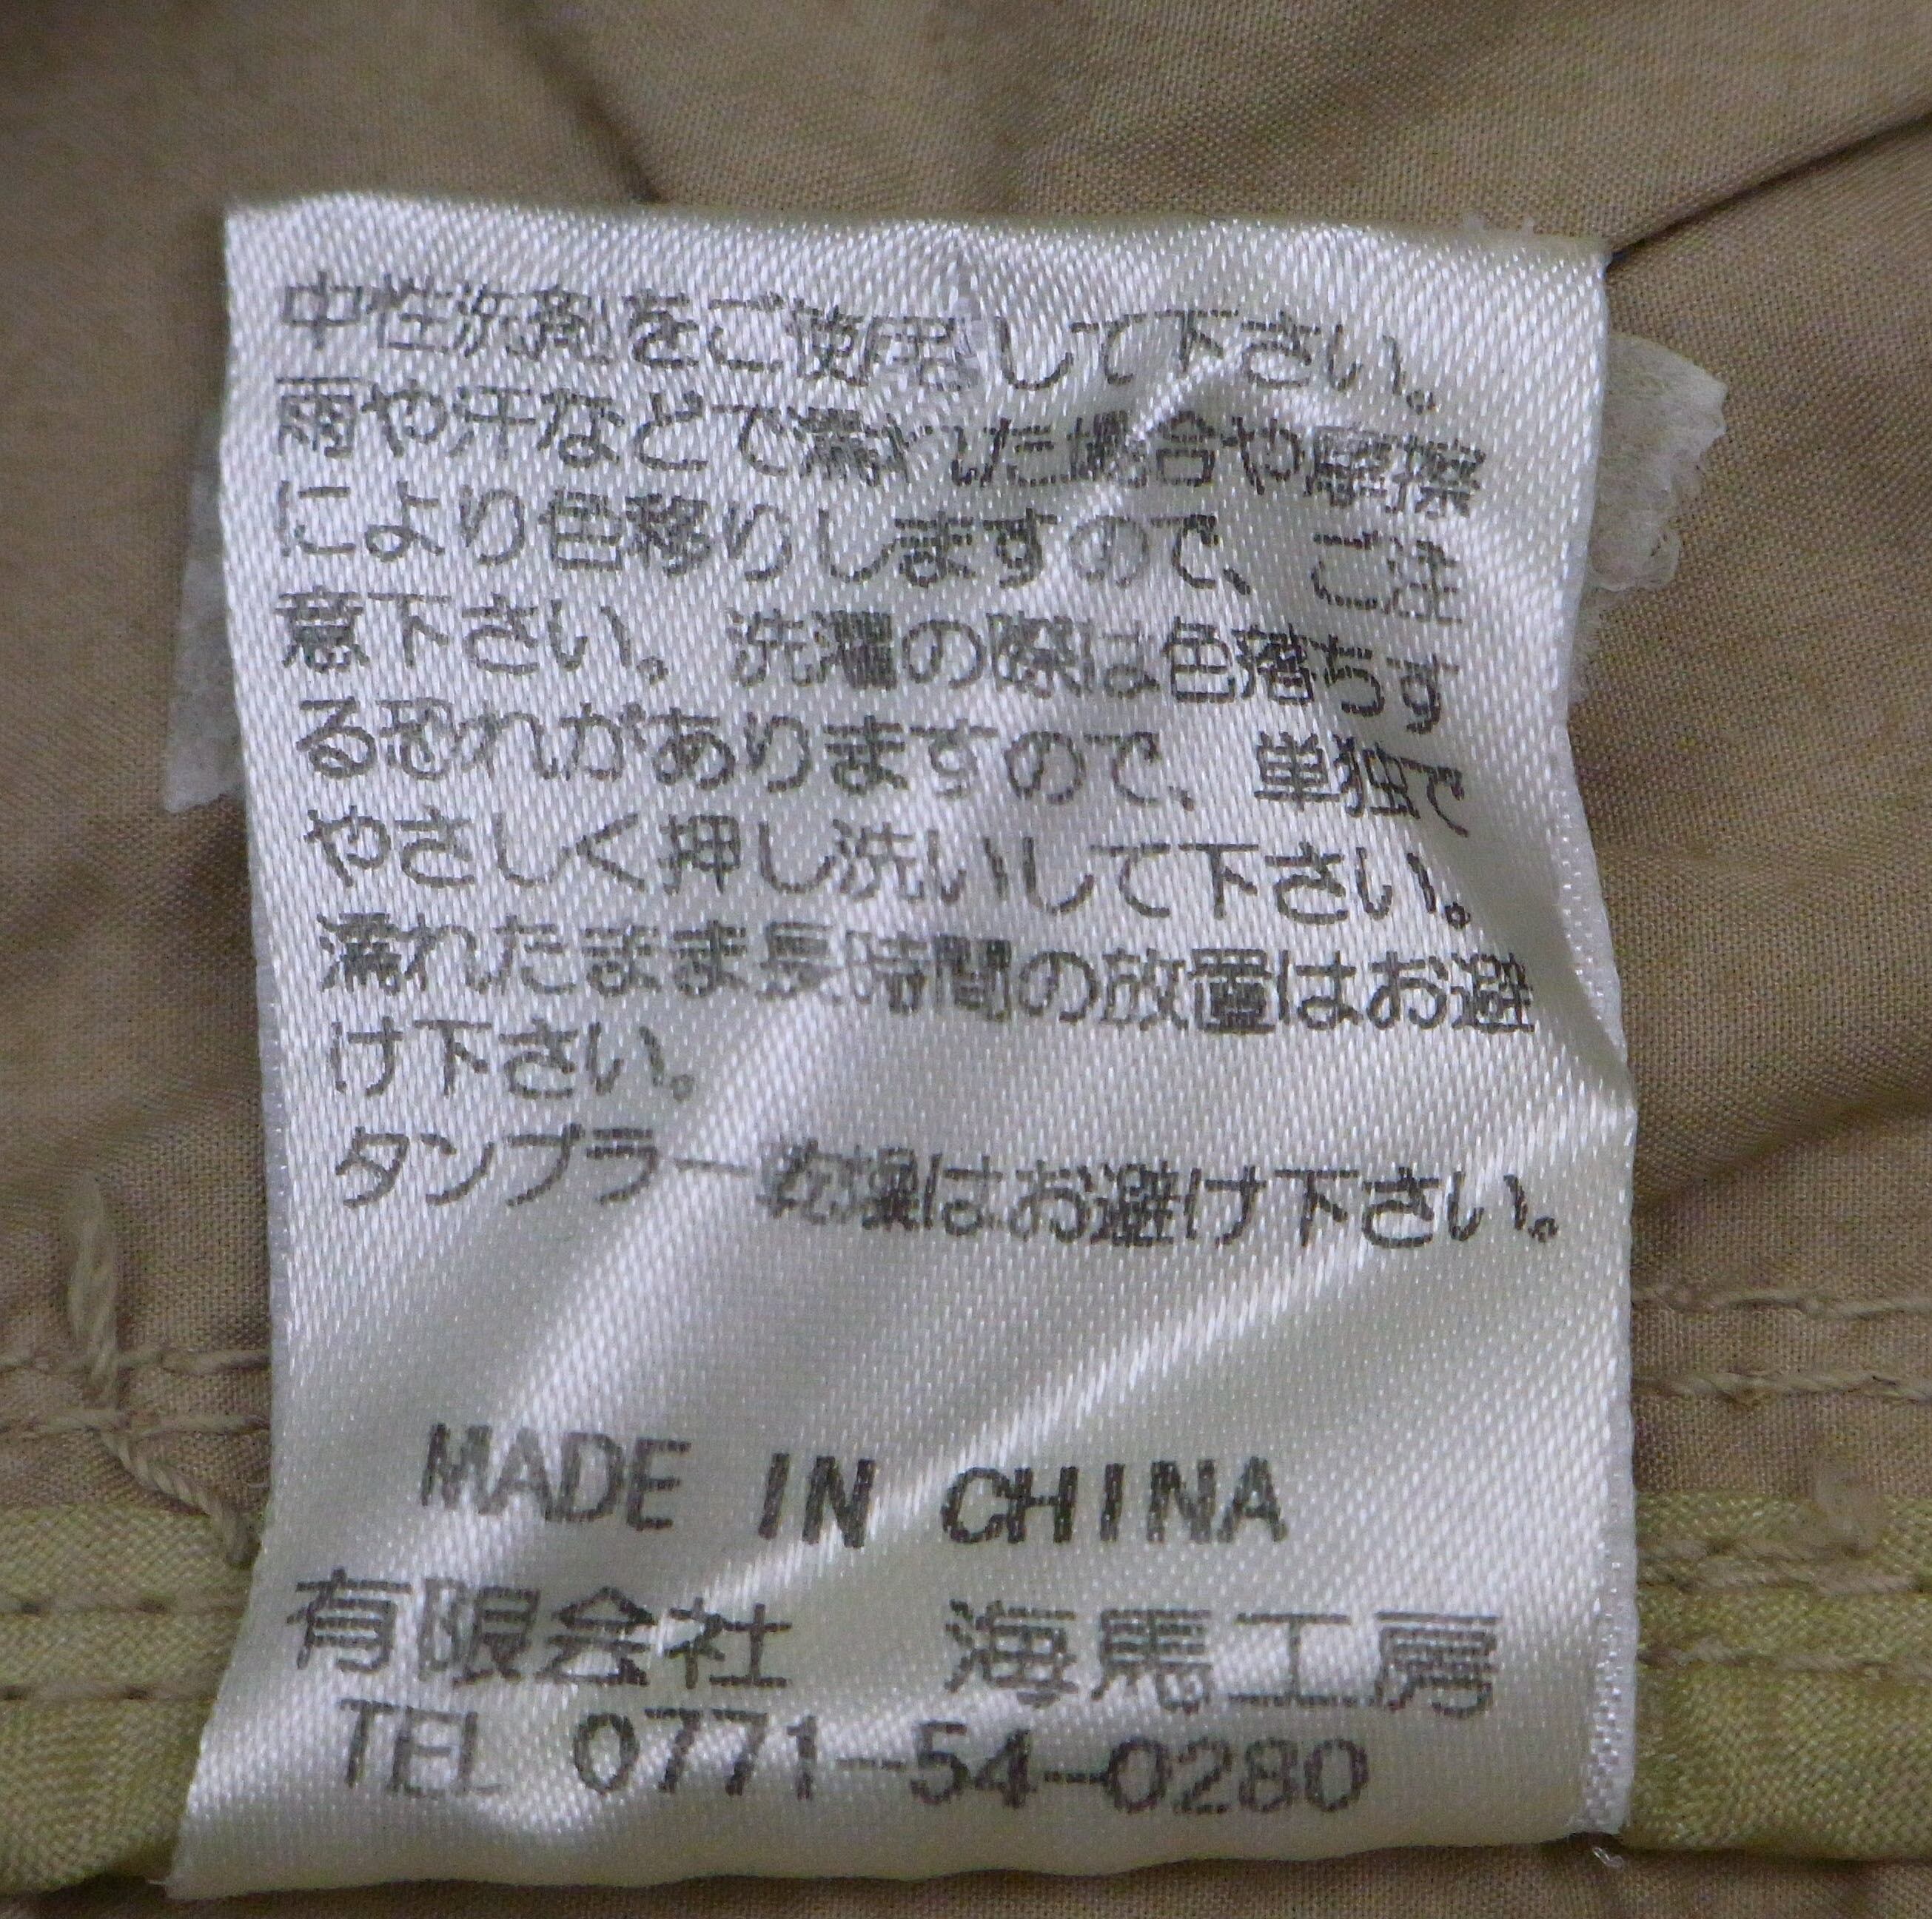 中性洗剤をご使用して下さい。
雨や汗などで濡れた場合や摩擦
により色移りしますので、ご注
意下さい。洗濯の際は色落ちす
る恐れがありますので、単独で
やさしく押し洗いして下さい。
濡れたまま長時間の放置はお避
け下さい。
タンブラー乾燥はお避け下さい。
MADE IN CHINA
有限会社 海馬工房
TEL 0771-54-0280